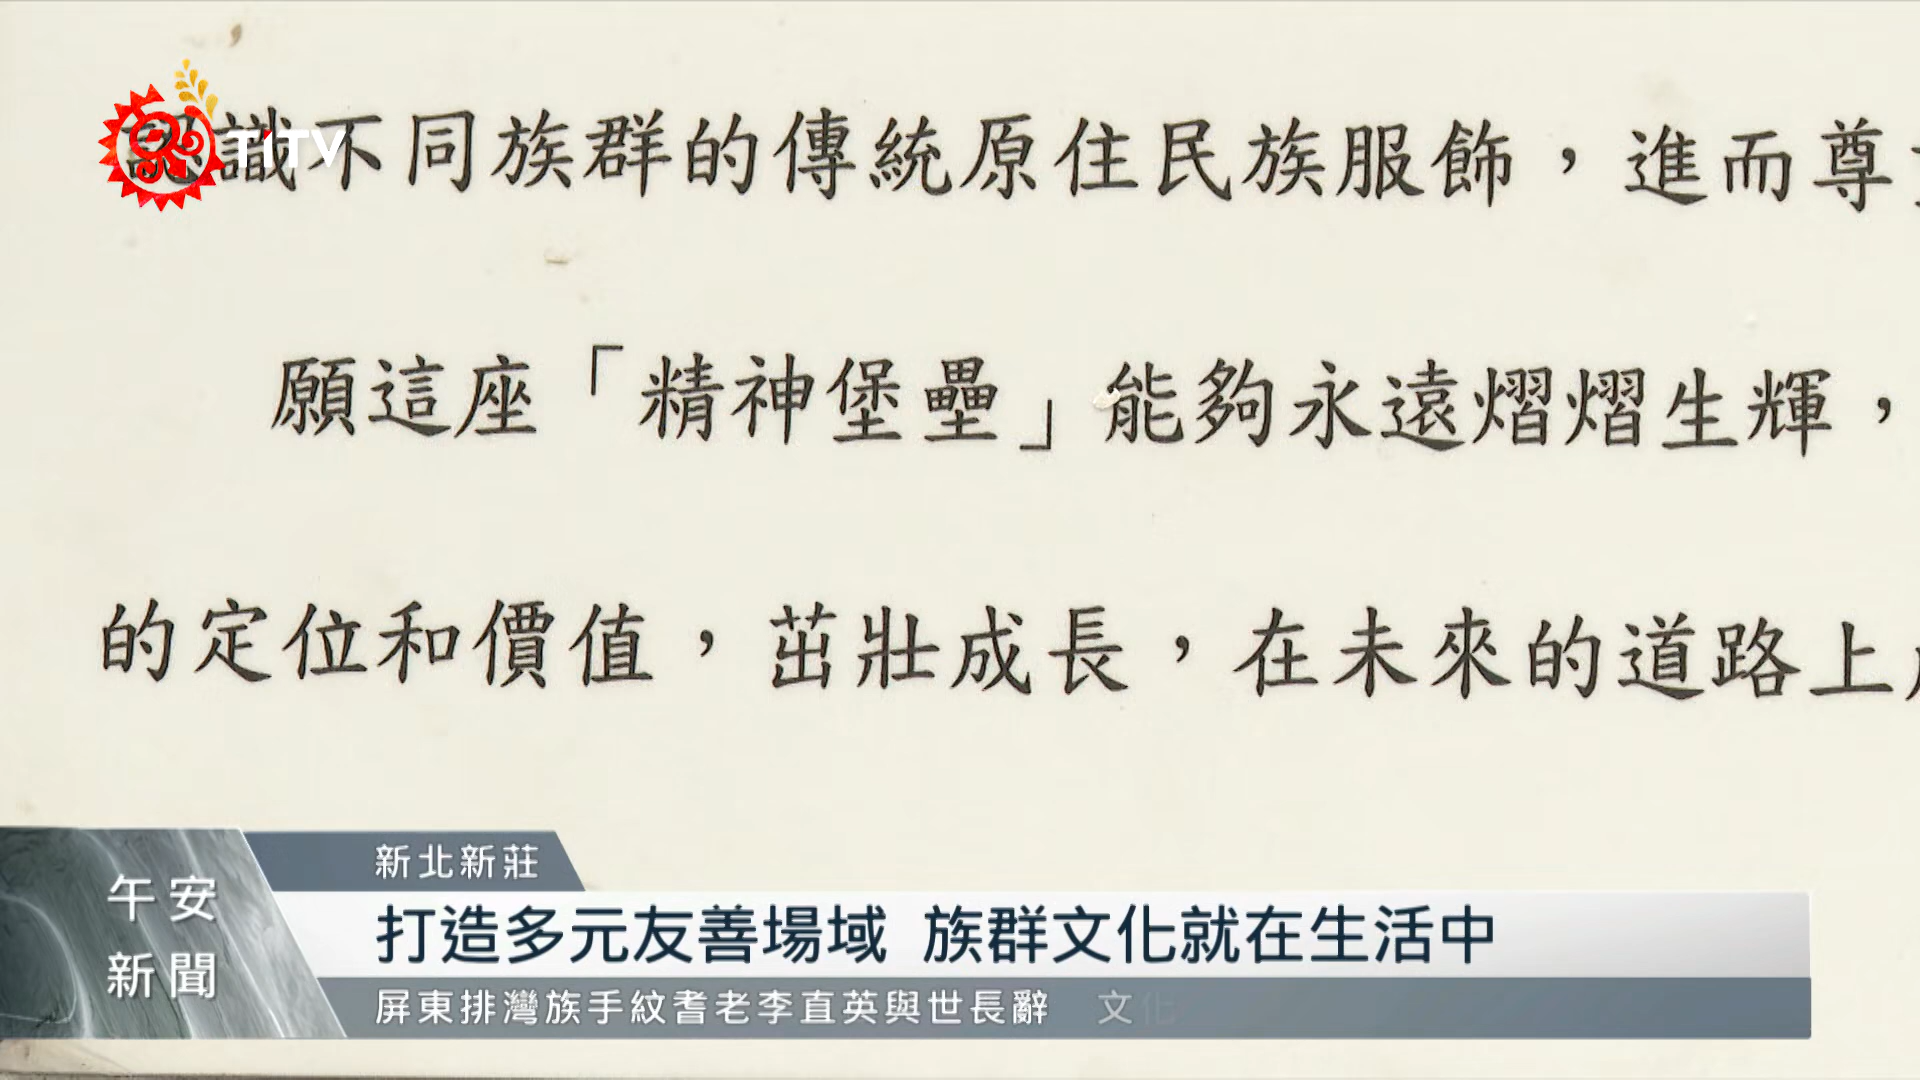 TiTV
認識不同族群的傳統原住民族服飾，進而尊
願這座「精神堡壘」能夠永遠熠熠生輝，
的定位和價值，茁壯成長，在未來的道路上
新北新莊
午安
新聞
打造多元友善場域 族群文化就在生活中
屏東排灣族手紋耆老李直英與世長辭 文化